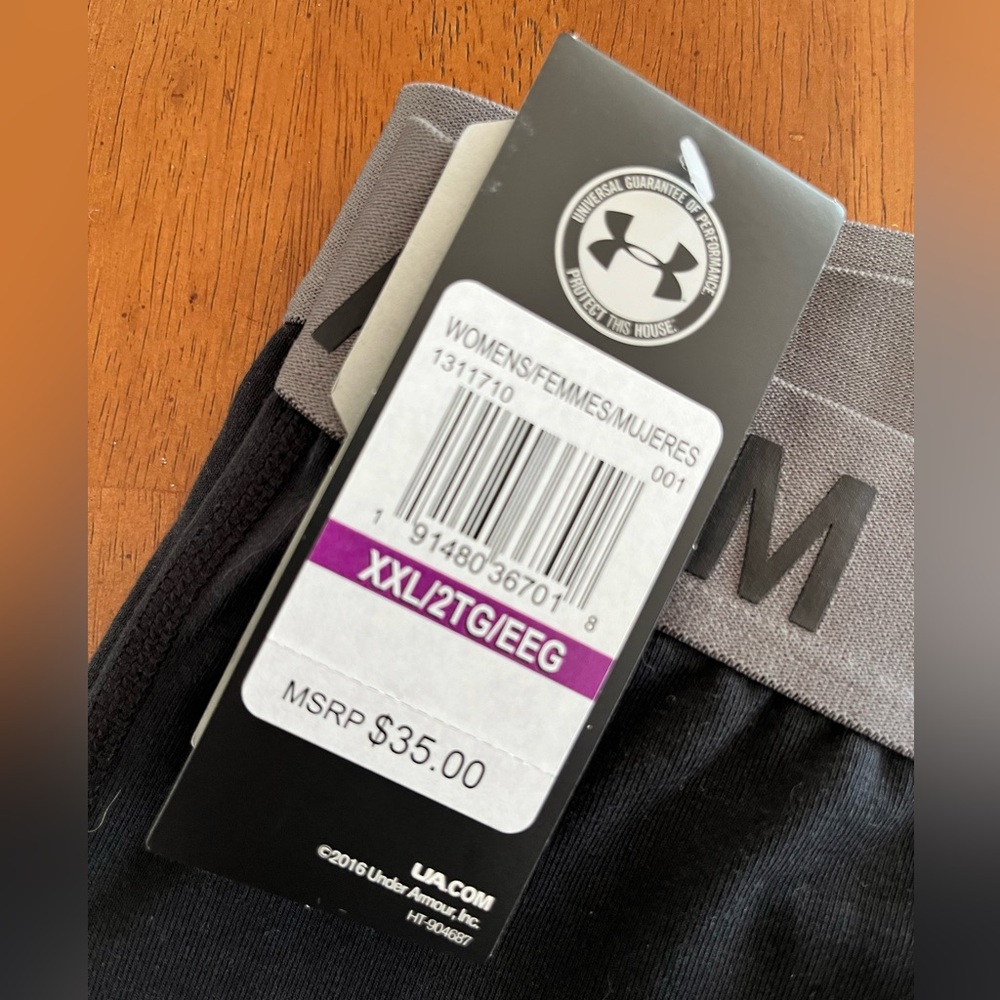 UNIVERSAL GUARANTEE OF PERFORMANCE.
PROTECT THIS HOUSE.
WOMENS/FEMMES/MUJERES
1311710
001
1 91480 36701 8
XXL/2TG/EEG
MSRP $35.00
UA.COM
©2016 Under Armour, Inc.
HT-904687
M